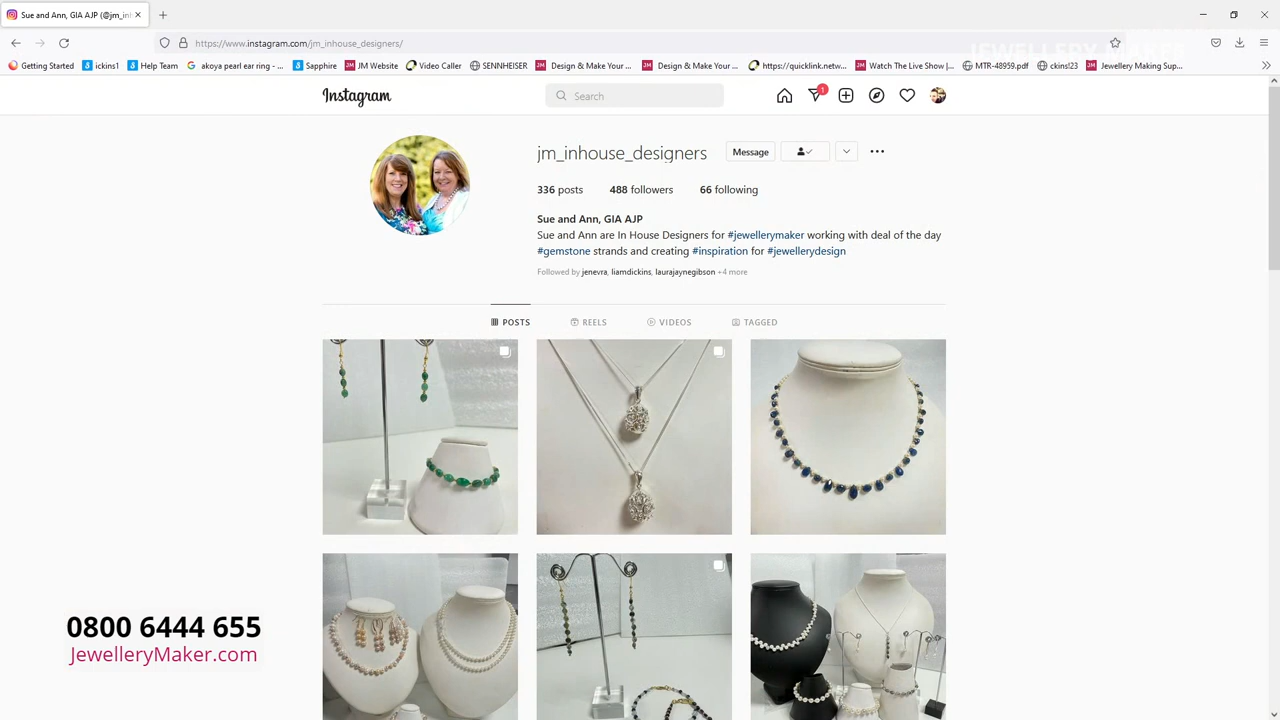 Sue and Ann, GIA AJP (@jm_in
https://www.instagram.com/jm_inhouse_designers/
JEWELLERY MAKER
Getting Started
ickins1
Help Team
akoya pearl ear ring - ...
Sapphire
JM Website
Video Caller
SENNHEISER
Design & Make Your ...
Design & Make Your ...
https://quicklink.netw...
Watch The Live Show |...
MTR-48959.pdf
ckins!23
Jewellery Making Sup...
Instagram
Search
1
jm_inhouse_designers
Message
336 posts 488 followers 66 following
Sue and Ann, GIA AJP
Sue and Ann are In House Designers for #jewellerymaker working with deal of the day
#gemstone strands and creating #inspiration for #jewellerydesign
Followed by jenevra, liamdickins, laurajaynegibson +4 more
POSTS REELS VIDEOS TAGGED
0800 6444 655
JewelleryMaker.com